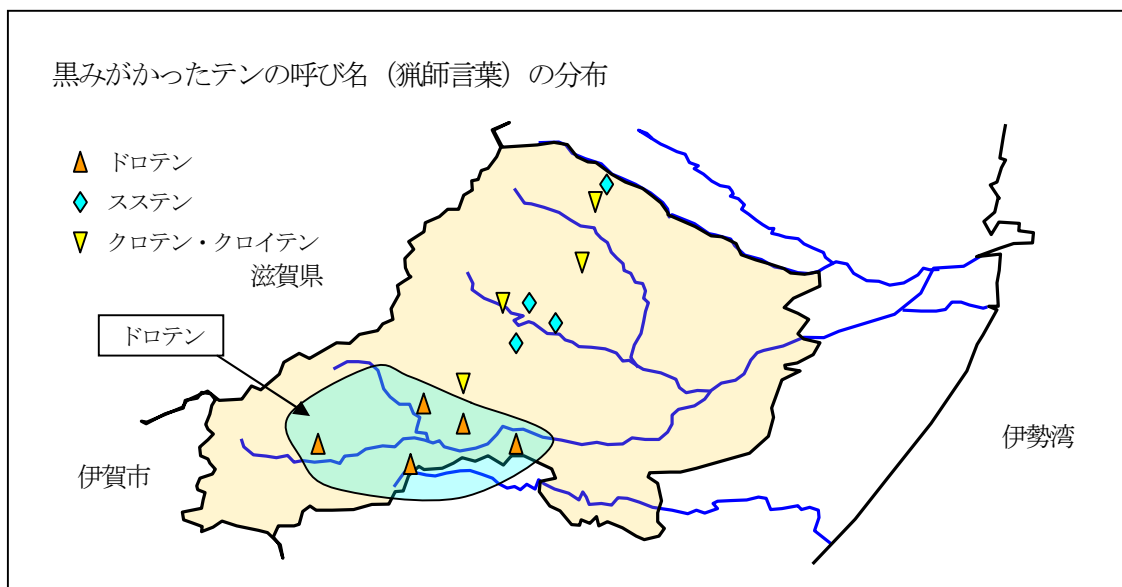 黒みがかったテンの呼び名（猟師言葉）の分布
ドロテン
スステン
クロテン・クロイテン
滋賀県
ドロテン
伊賀市
伊勢湾